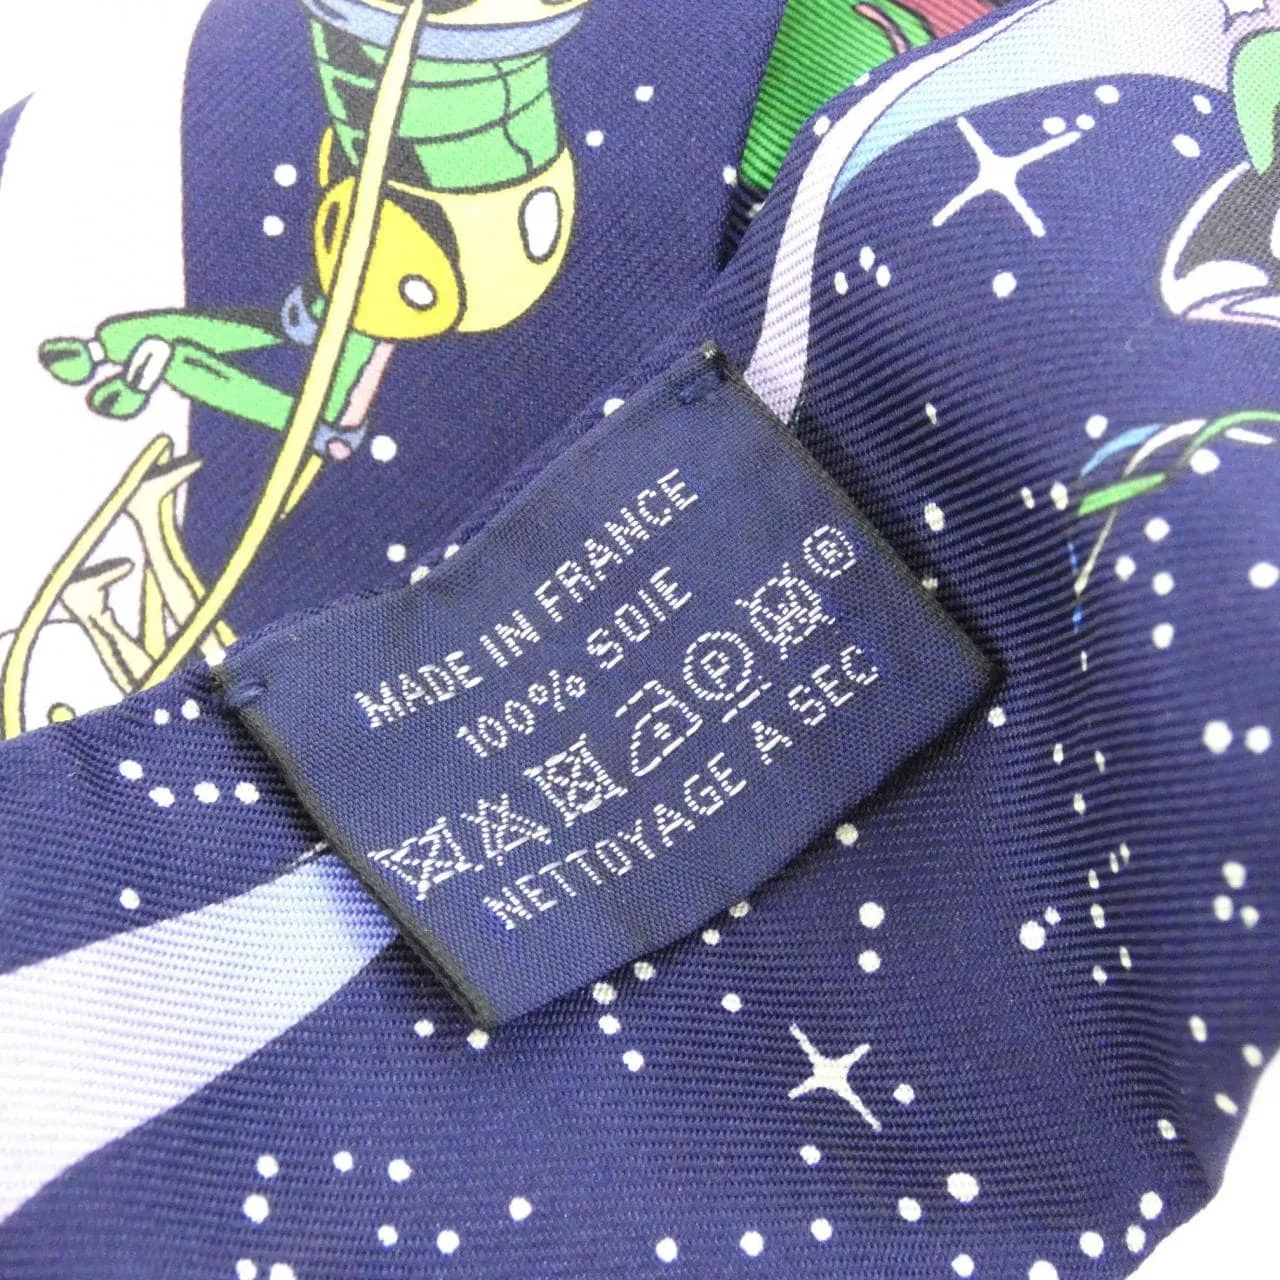 MADE IN FRANCE
100% SOIE
P W R
NETTOYAGE A SEC